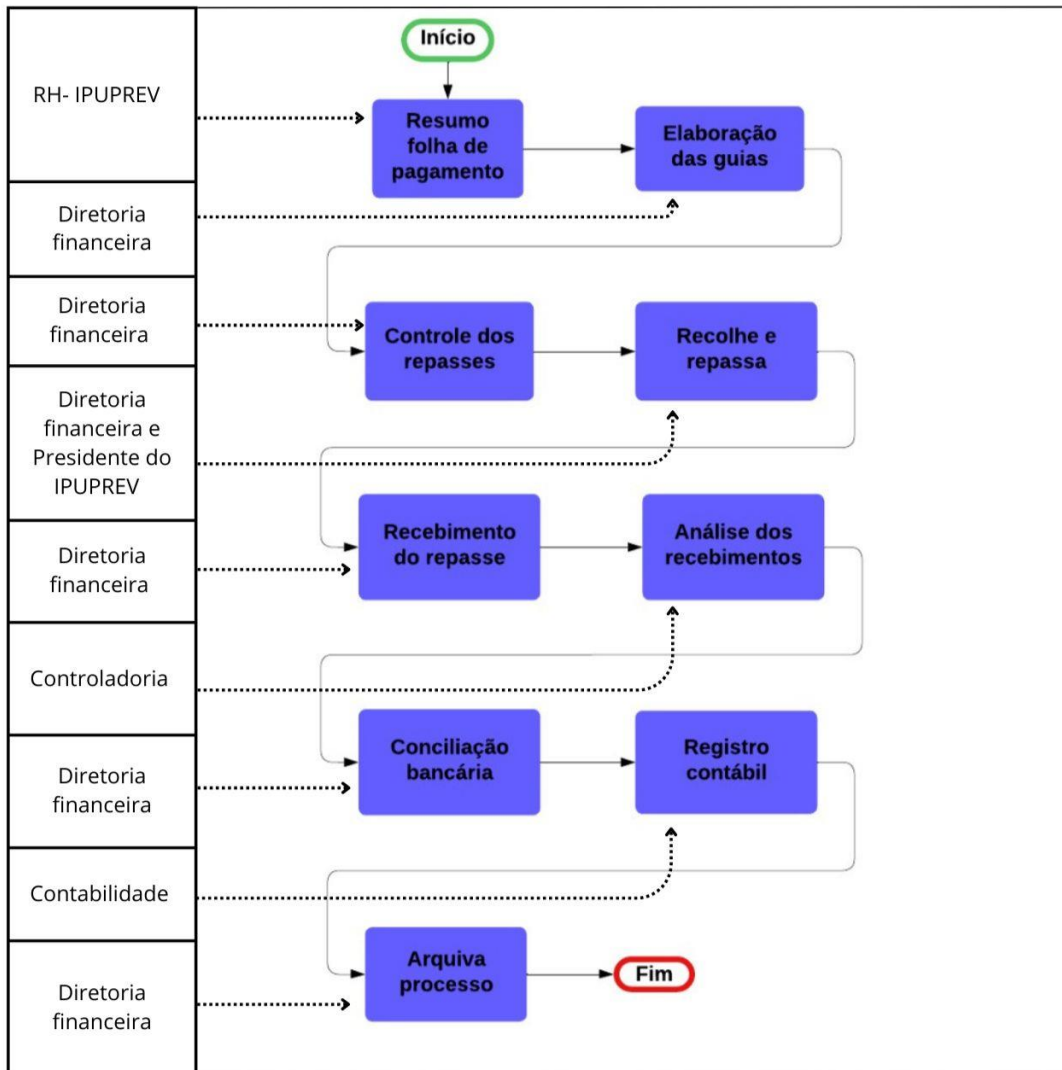 Início
RH- IPUPREV
Resumo
folha de
pagamento
Elaboração
das guias
Diretoria
financeira
Diretoria
financeira
Controle dos
repasses
Recolhe e
repassa
Diretoria
financeira e
Presidente do
IPUPREV
Recebimento
do repasse
Análise dos
recebimentos
Diretoria
financeira
Controladoria
Conciliação
bancária
Registro
contábil
Diretoria
financeira
Contabilidade
Arquiva
processo
Fim
Diretoria
financeira